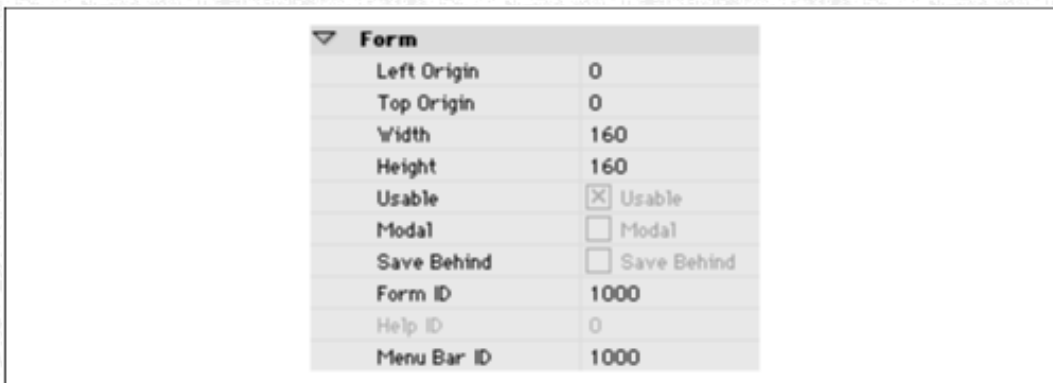 Form
Left Origin 0
Top Origin 0
Width 160
Height 160
Usable Usable
Modal Modal
Save Behind Save Behind
Form ID 1000
Help ID 0
Menu Bar ID 1000